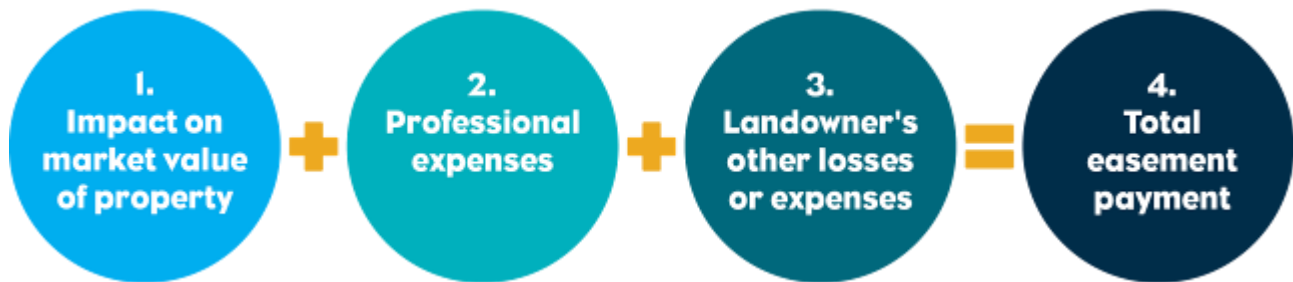 1.
Impact on
market value
of property
+
2.
Professional
expenses
+
3.
Landowner's
other losses
or expenses
=
4.
Total
easement
payment